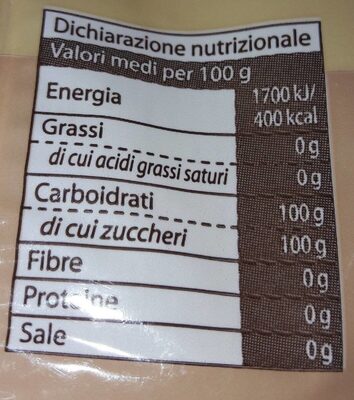 Dichiarazione nutrizionale
Valori medi per 100 g
Energia 1700 kJ/
400 kcal
Grassi 0 g
di cui acidi grassi saturi 0 g
Carboidrati 100 g
di cui zuccheri 100 g
Fibre 0 g
Proteine 0 g
Sale 0 g